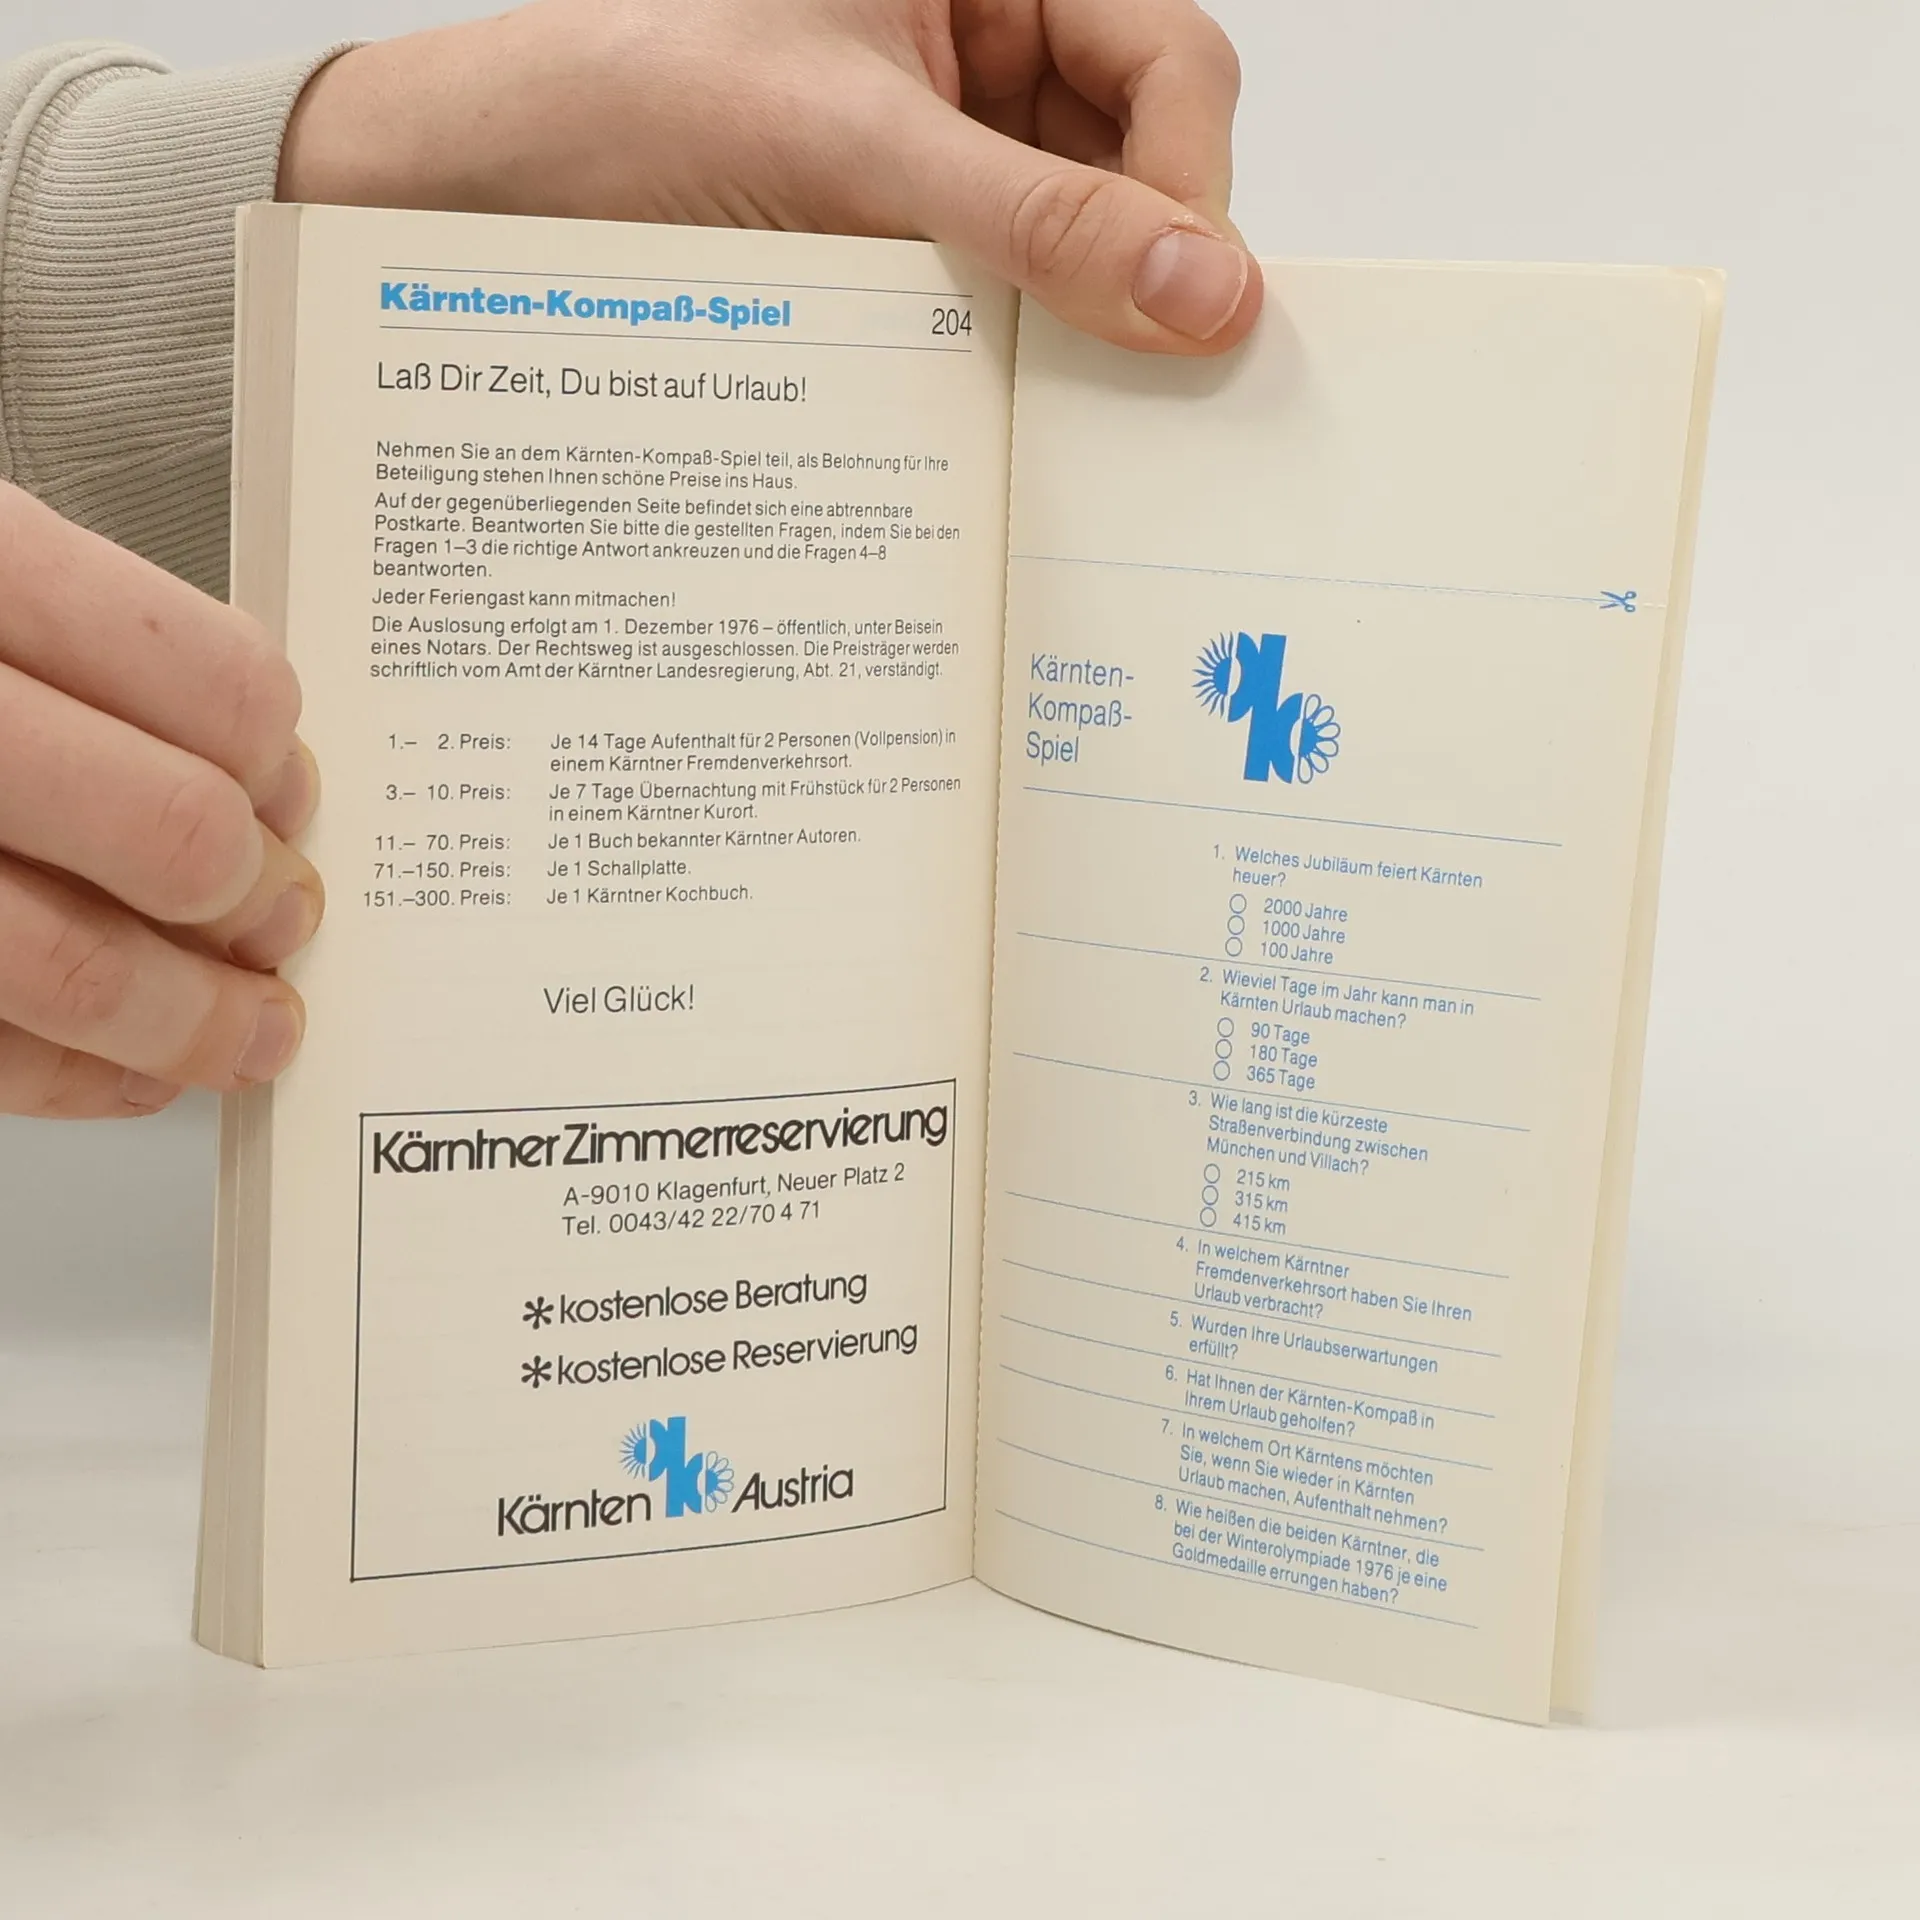 Kärnten-Kompaß-Spiel 204
Laß Dir Zeit, Du bist auf Urlaub!
Nehmen Sie an dem Kärnten-Kompaß-Spiel teil, als Belohnung für Ihre
Beteiligung stehen Ihnen schöne Preise ins Haus.
Auf der gegenüberliegenden Seite befindet sich eine abtrennbare
Postkarte. Beantworten Sie bitte die gestellten Fragen, indem Sie bei den
Fragen 1–3 die richtige Antwort ankreuzen und die Fragen 4–8
beantworten.
Jeder Feriengast kann mitmachen!
Die Auslosung erfolgt am 1. Dezember 1976 – öffentlich, unter Beisein
eines Notars. Der Rechtsweg ist ausgeschlossen. Die Preisträger werden
schriftlich vom Amt der Kärntner Landesregierung, Abt. 21, verständigt.
1.– 2. Preis: Je 14 Tage Aufenthalt für 2 Personen (Vollpension) in
einem Kärntner Fremdenverkehrsort.
3.– 10. Preis: Je 7 Tage Übernachtung mit Frühstück für 2 Personen
in einem Kärntner Kurort.
11.– 70. Preis: Je 1 Buch bekannter Kärntner Autoren.
71.–150. Preis: Je 1 Schallplatte.
151.–300. Preis: Je 1 Kärntner Kochbuch.
Viel Glück!
Kärntner Zimmerreservierung
A-9010 Klagenfurt, Neuer Platz 2
Tel. 0043/42 22/70 4 71
* kostenlose Beratung
* kostenlose Reservierung
Kärnten Austria
Kärnten-
Kompaß-
Spiel
1. Welches Jubiläum feiert Kärnten
heuer?
2000 Jahre
1000 Jahre
100 Jahre
2. Wieviel Tage im Jahr kann man in
Kärnten Urlaub machen?
90 Tage
180 Tage
365 Tage
3. Wie lang ist die kürzeste
Straßenverbindung zwischen
München und Villach?
215 km
315 km
415 km
4. In welchem Kärntner
Fremdenverkehrsort haben Sie Ihren
Urlaub verbracht?
5. Wurden Ihre Urlaubserwartungen
erfüllt?
6. Hat Ihnen der Kärnten-Kompaß in
Ihrem Urlaub geholfen?
7. In welchem Ort Kärntens möchten
Sie, wenn Sie wieder in Kärnten
Urlaub machen, Aufenthalt nehmen?
8. Wie heißen die beiden Kärntner, die
bei der Winterolympiade 1976 je eine
Goldmedaille errungen haben?